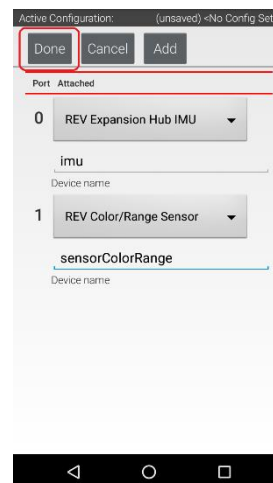 Active Configuration: (unsaved) <No Config Set
Done Cancel Add
Port Attached
0 REV Expansion Hub IMU
imu
Device name
1 REV Color/Range Sensor
sensorColorRange
Device name